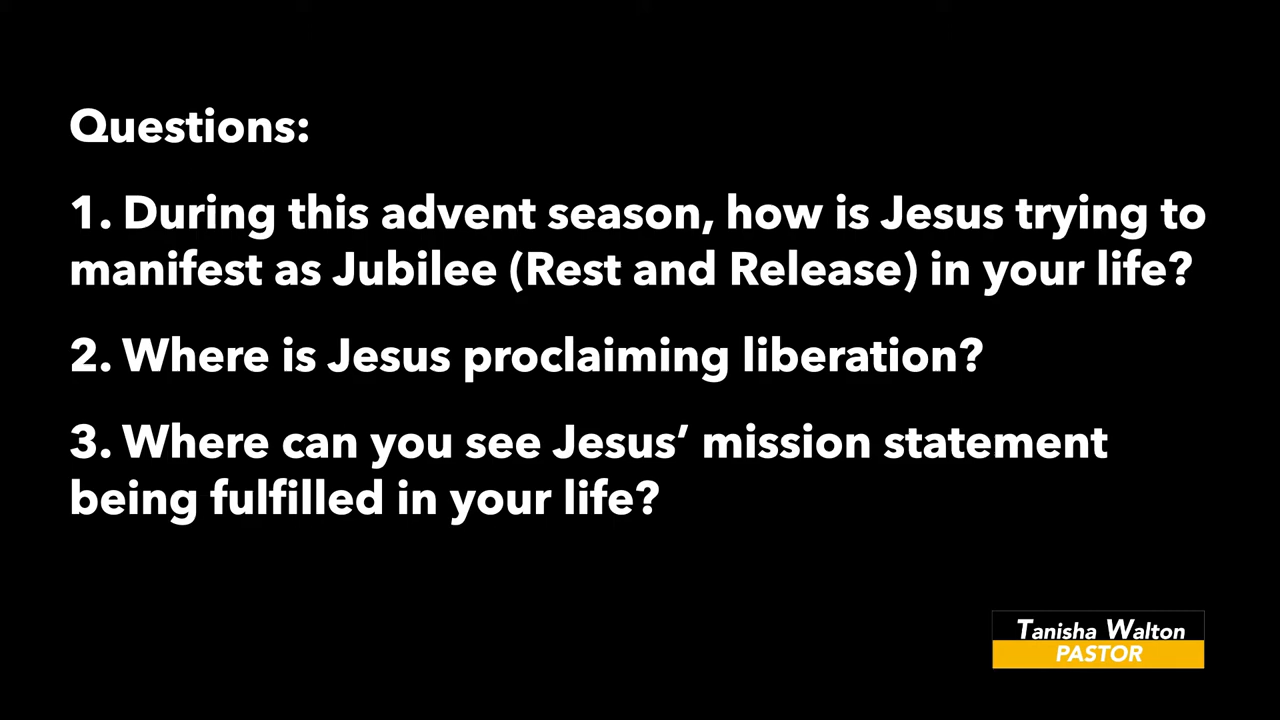 Questions:
1. During this advent season, how is Jesus trying to
manifest as Jubilee (Rest and Release) in your life?
2. Where is Jesus proclaiming liberation?
3. Where can you see Jesus’ mission statement
being fulfilled in your life?
Tanisha Walton
PASTOR